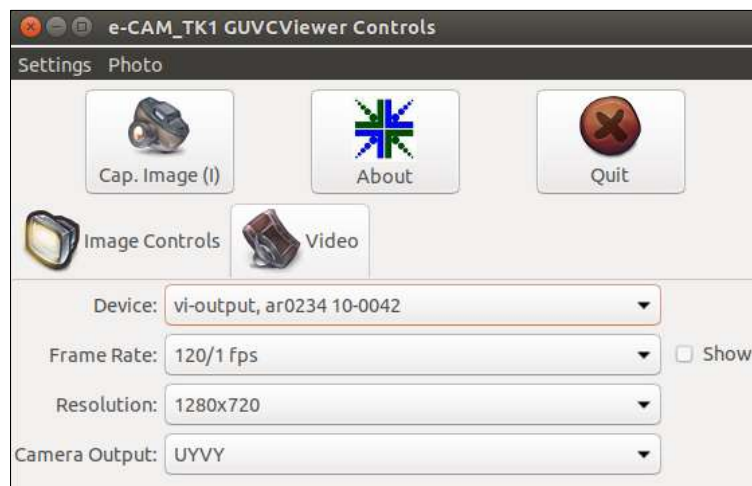 e-CAM_TK1 GUVCViewer Controls
Settings Photo
Cap. Image (I) About Quit
Image Controls Video
Device: vi-output, ar0234 10-0042
Frame Rate: 120/1 fps Show
Resolution: 1280x720
Camera Output: UYVY